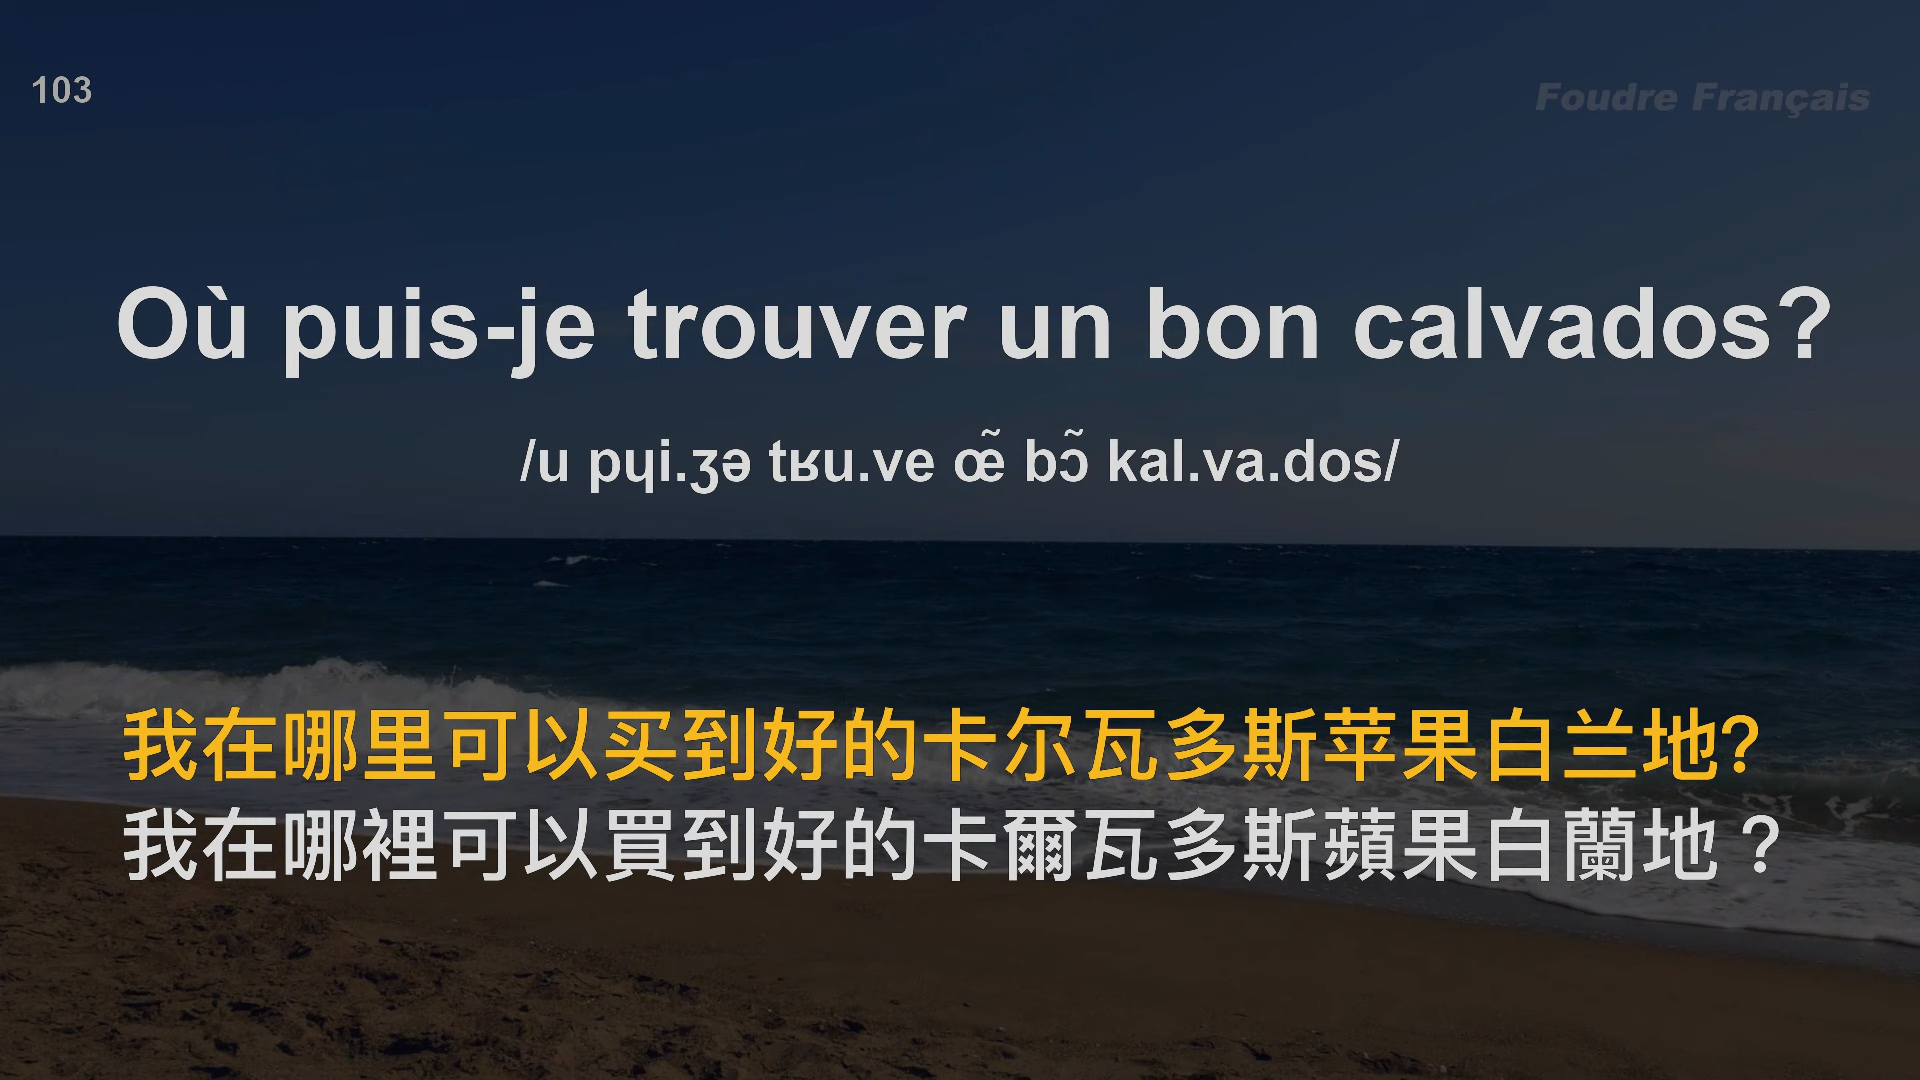 103
Foudre Français
Où puis-je trouver un bon calvados?
/u pɥi.ʒə tʁu.ve œ̃ bɔ̃ kal.va.dos/
我在哪里可以买到好的卡尔瓦多斯苹果白兰地?
我在哪裡可以買到好的卡爾瓦多斯蘋果白蘭地？